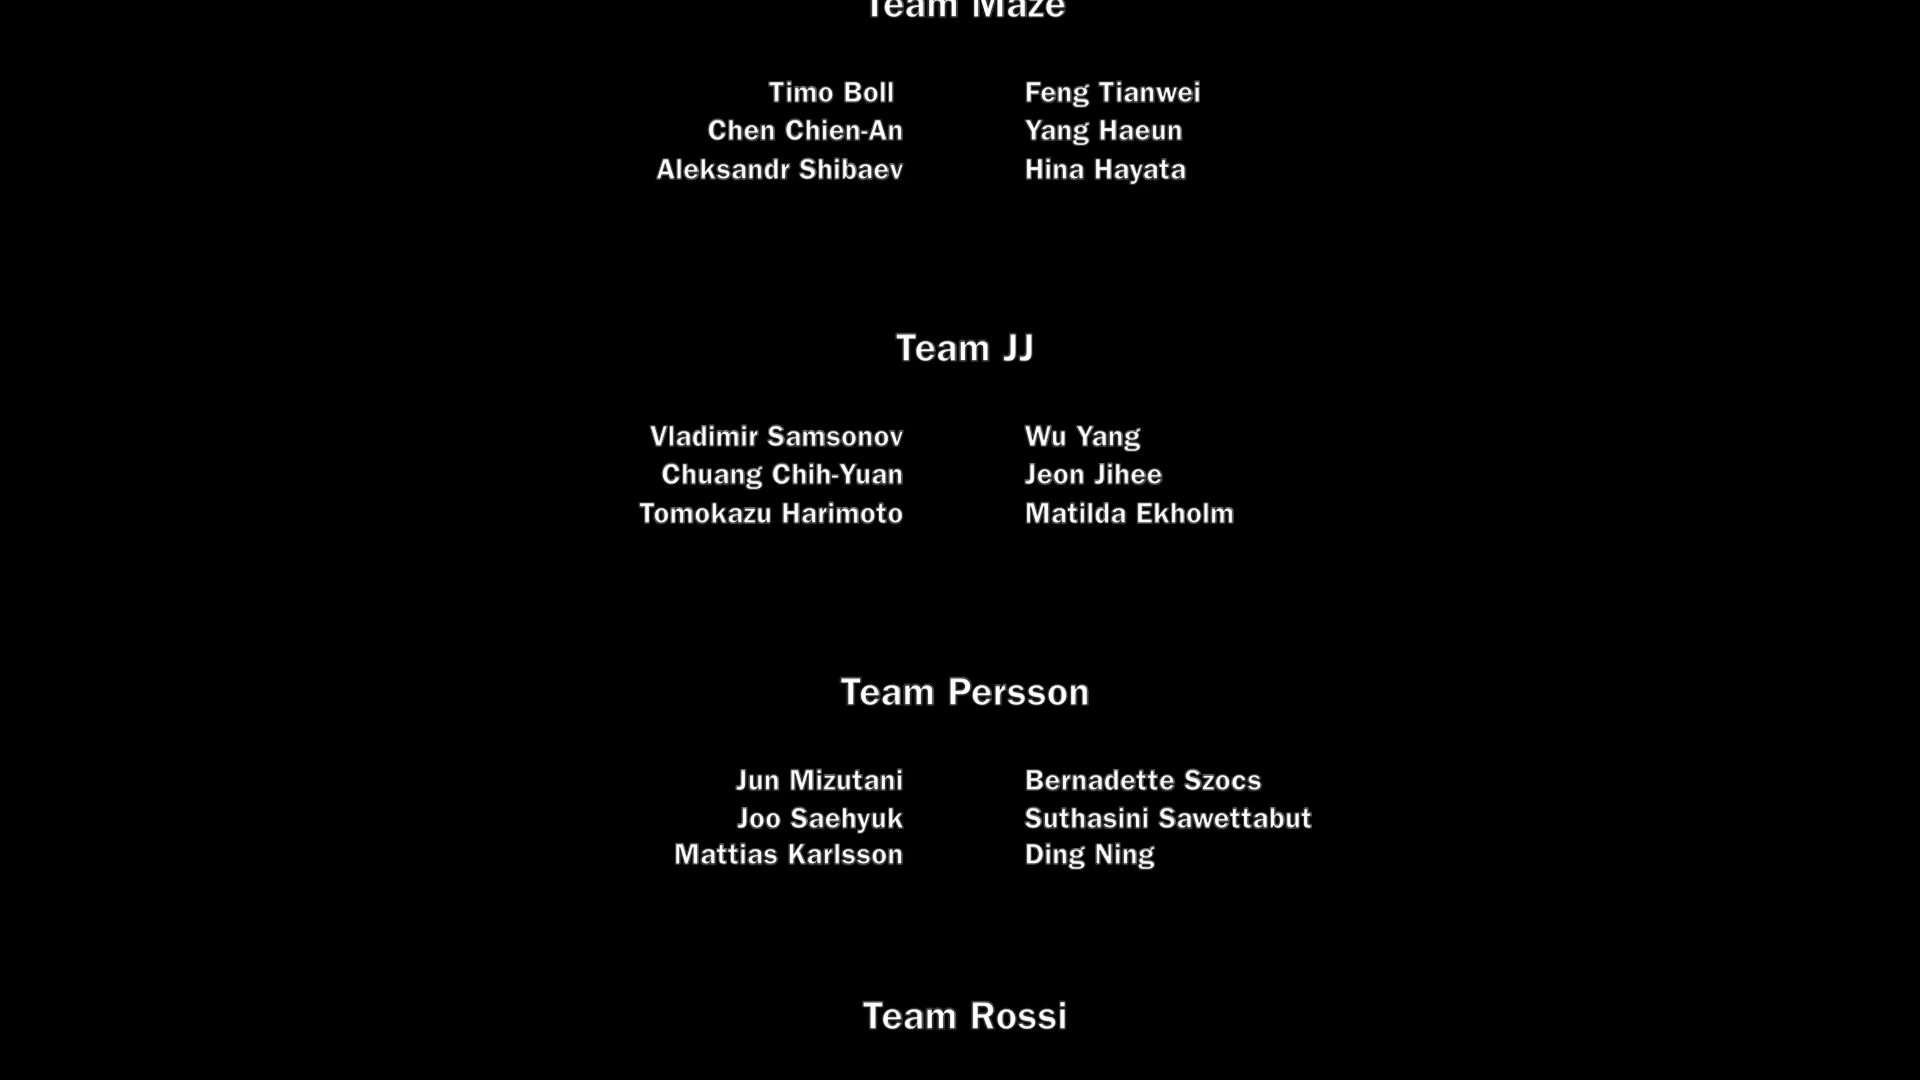 Team Maze
Timo Boll Feng Tianwei
Chen Chien-An Yang Haeun
Aleksandr Shibaev Hina Hayata
Team JJ
Vladimir Samsonov Wu Yang
Chuang Chih-Yuan Jeon Jihee
Tomokazu Harimoto Matilda Ekholm
Team Persson
Jun Mizutani Bernadette Szocs
Joo Saehyuk Suthasini Sawettabut
Mattias Karlsson Ding Ning
Team Rossi